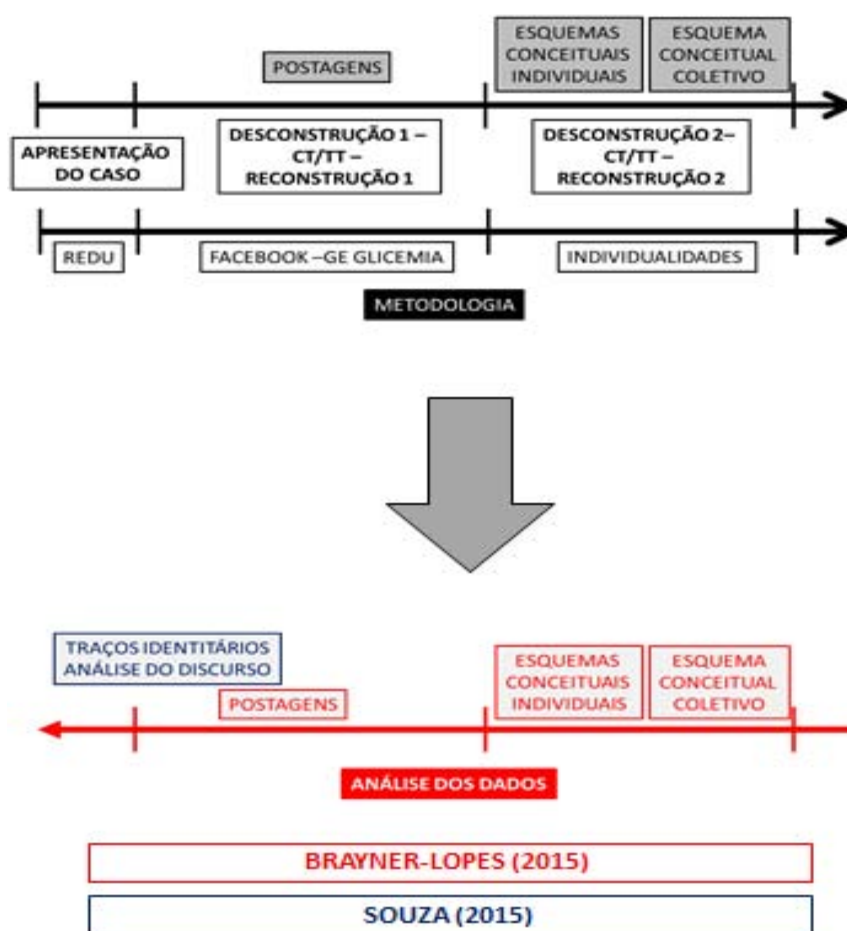 POSTAGENS
ESQUEMAS
CONCEITUAIS
INDIVIDUAIS
ESQUEMA
CONCEITUAL
COLETIVO
APRESENTAÇÃO
DO CASO
DESCONSTRUÇÃO 1 –
CT/TT –
RECONSTRUÇÃO 1
DESCONSTRUÇÃO 2–
CT/TT –
RECONSTRUÇÃO 2
REDU
FACEBOOK –GE GLICEMIA
INDIVIDUALIDADES
METODOLOGIA
TRAÇOS IDENTITÁRIOS
ANÁLISE DO DISCURSO
POSTAGENS
ESQUEMAS
CONCEITUAIS
INDIVIDUAIS
ESQUEMA
CONCEITUAL
COLETIVO
ANÁLISE DOS DADOS
BRAYNER-LOPES (2015)
SOUZA (2015)